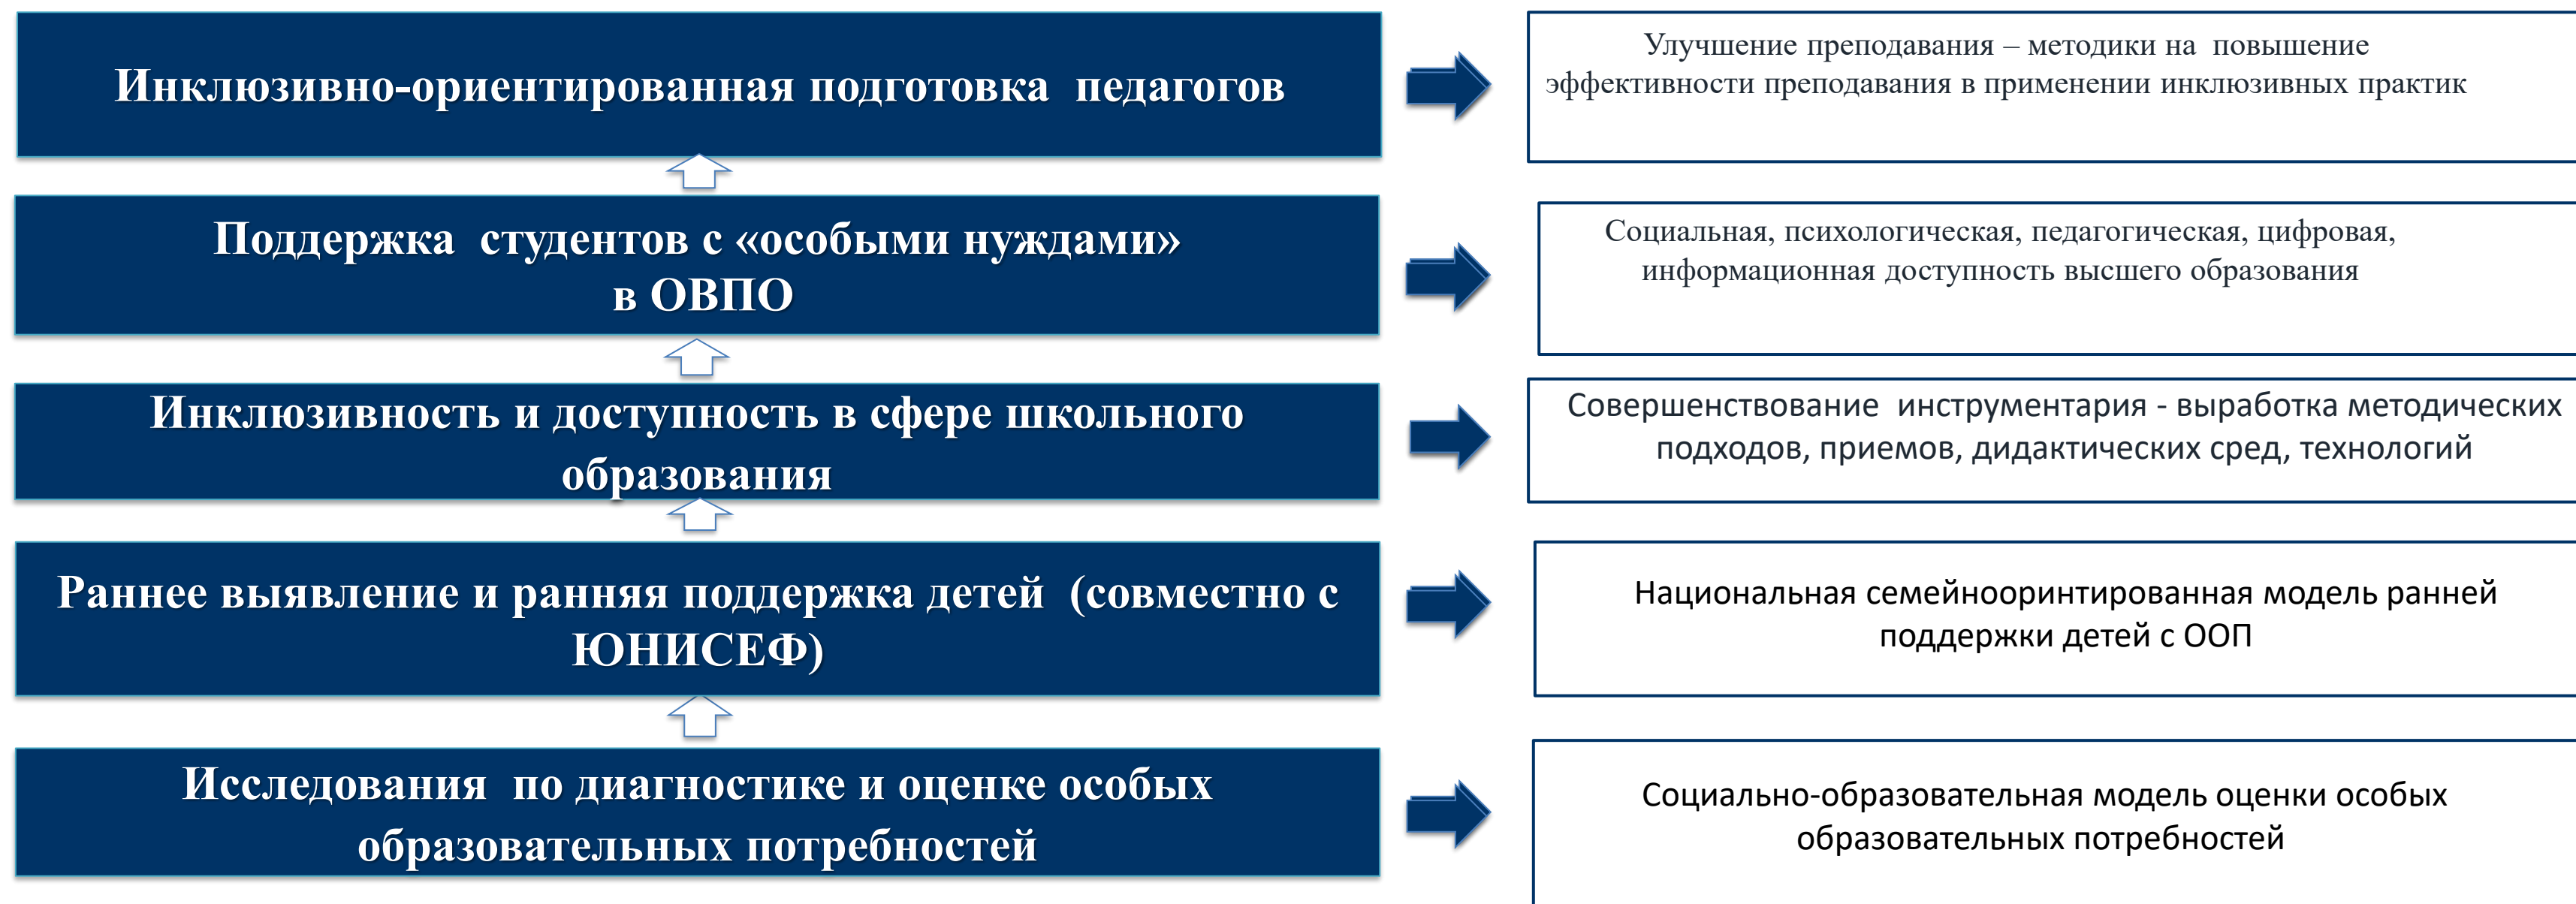 Инклюзивно-ориентированная подготовка педагогов
Улучшение преподавания – методики на повышение
эффективности преподавания в применении инклюзивных практик
Поддержка студентов с «особыми нуждами»
в ОВПО
Социальная, психологическая, педагогическая, цифровая,
информационная доступность высшего образования
Инклюзивность и доступность в сфере школьного
образования
Совершенствование инструментария - выработка методических
подходов, приемов, дидактических сред, технологий
Раннее выявление и ранняя поддержка детей (совместно с
ЮНИСЕФ)
Национальная семейнооринтированная модель ранней
поддержки детей с ООП
Исследования по диагностике и оценке особых
образовательных потребностей
Социально-образовательная модель оценки особых
образовательных потребностей